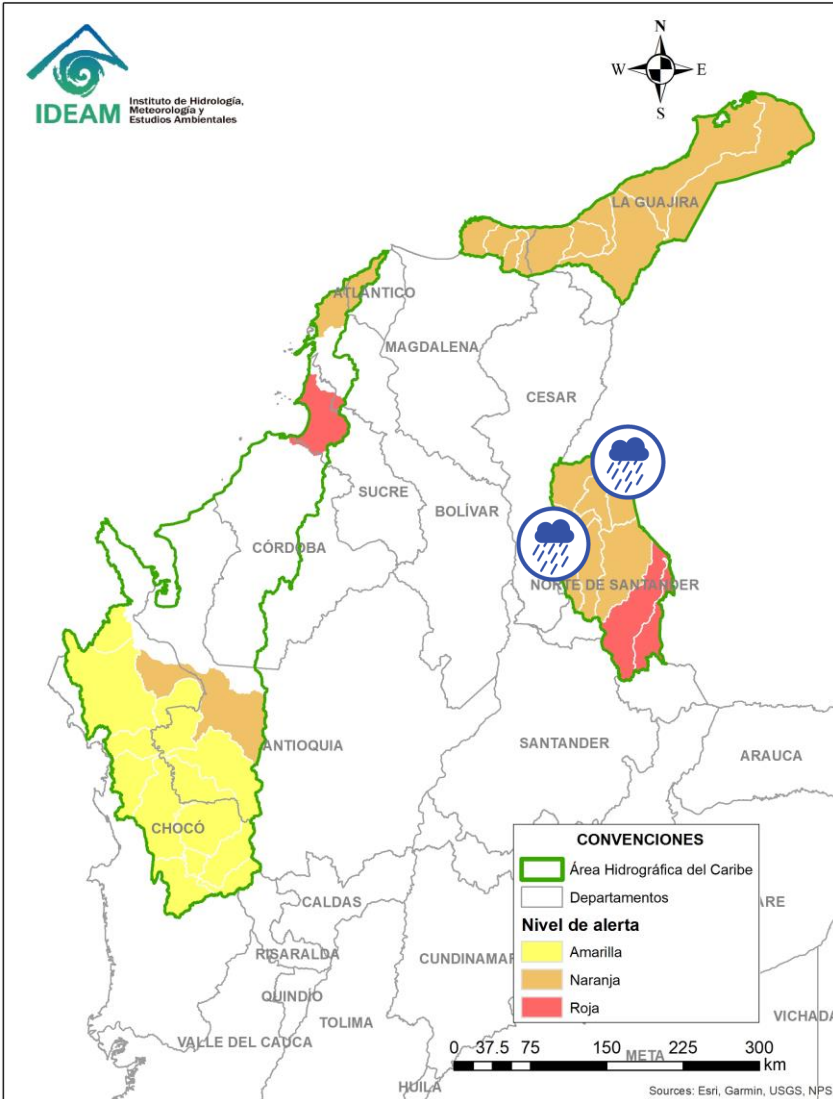 IDEAM
Instituto de Hidrología,
Meteorología y
Estudios Ambientales
N
W
E
S
LA GUAJIRA
ATLÁNTICO
MAGDALENA
CESAR
SUCRE
BOLÍVAR
CÓRDOBA
NORTE DE SANTANDER
ANTIOQUIA
SANTANDER
ARAUCA
CHOCÓ
CALDAS
RISARALDA
CUNDINAMAR
QUINDÍO
TOLIMA
VALLE DEL CAUCA
HUILA
META
ARE
VICHADA
CONVENCIONES
Área Hidrográfica del Caribe
Departamentos
Nivel de alerta
Amarilla
Naranja
Roja
0 37.5 75 150 225 300
km
Sources: Esri, Garmin, USGS, NPS